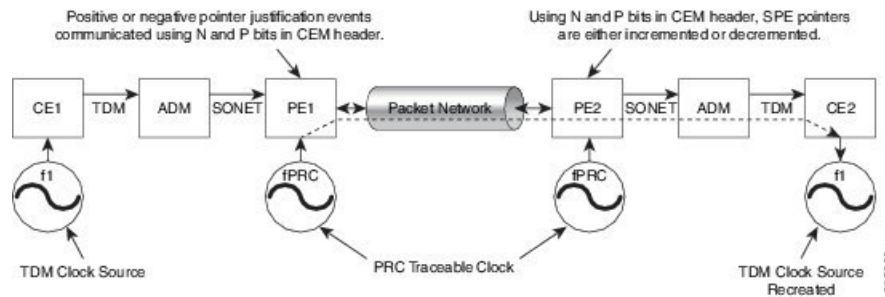 Positive or negative pointer justification events
communicated using N and P bits in CEM header.
Using N and P bits in CEM header, SPE pointers
are either incremented or decremented.
CE1
TDM
ADM
SONET
PE1
Packet Network
PE2
SONET
ADM
TDM
CE2
f1
fPRC
fPRC
f1
TDM Clock Source
PRC Traceable Clock
TDM Clock Source
Recreated